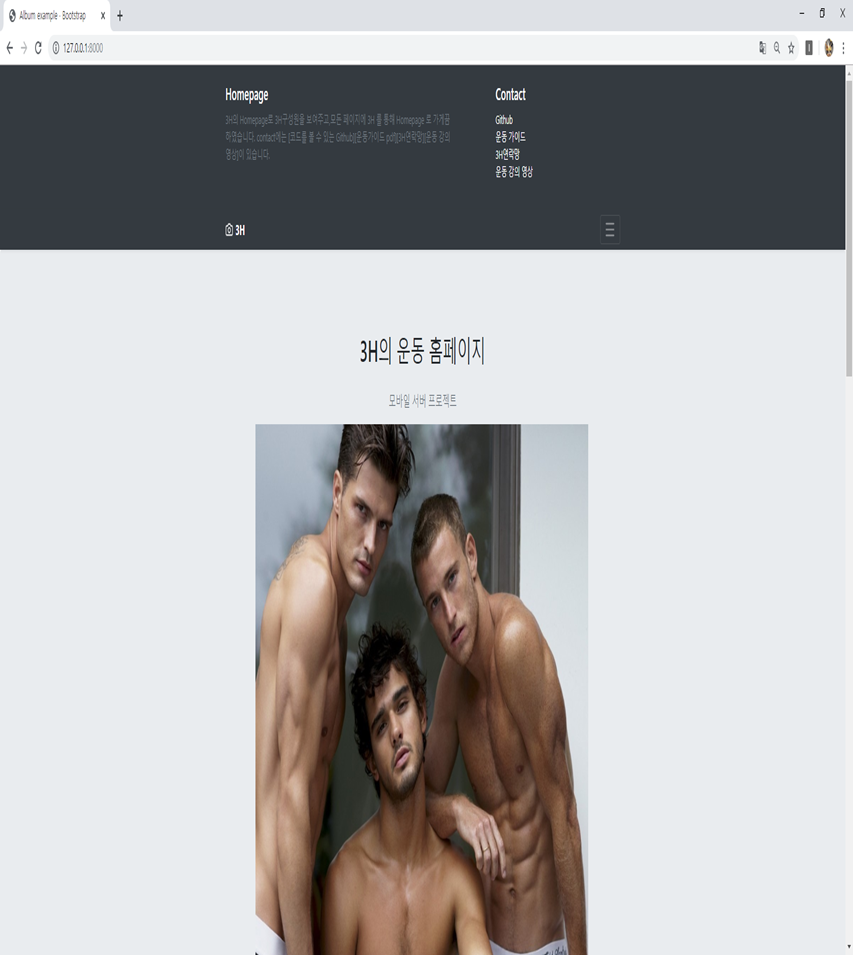 Album example · Bootstrap
127.0.0.1:8000
Homepage
3H의 Homepage로 3H구성원을 보여주고,모든 페이지에 3H 를 통해 Homepage 로 가게끔
하였습니다. contact에는 [코드를 볼 수 있는 Github][운동가이드 pdf][3H연락망][운동 강의
영상]이 있습니다.
Contact
Github
운동 가이드
3H연락망
운동 강의 영상
3H
3H의 운동 홈페이지
모바일 서버 프로젝트